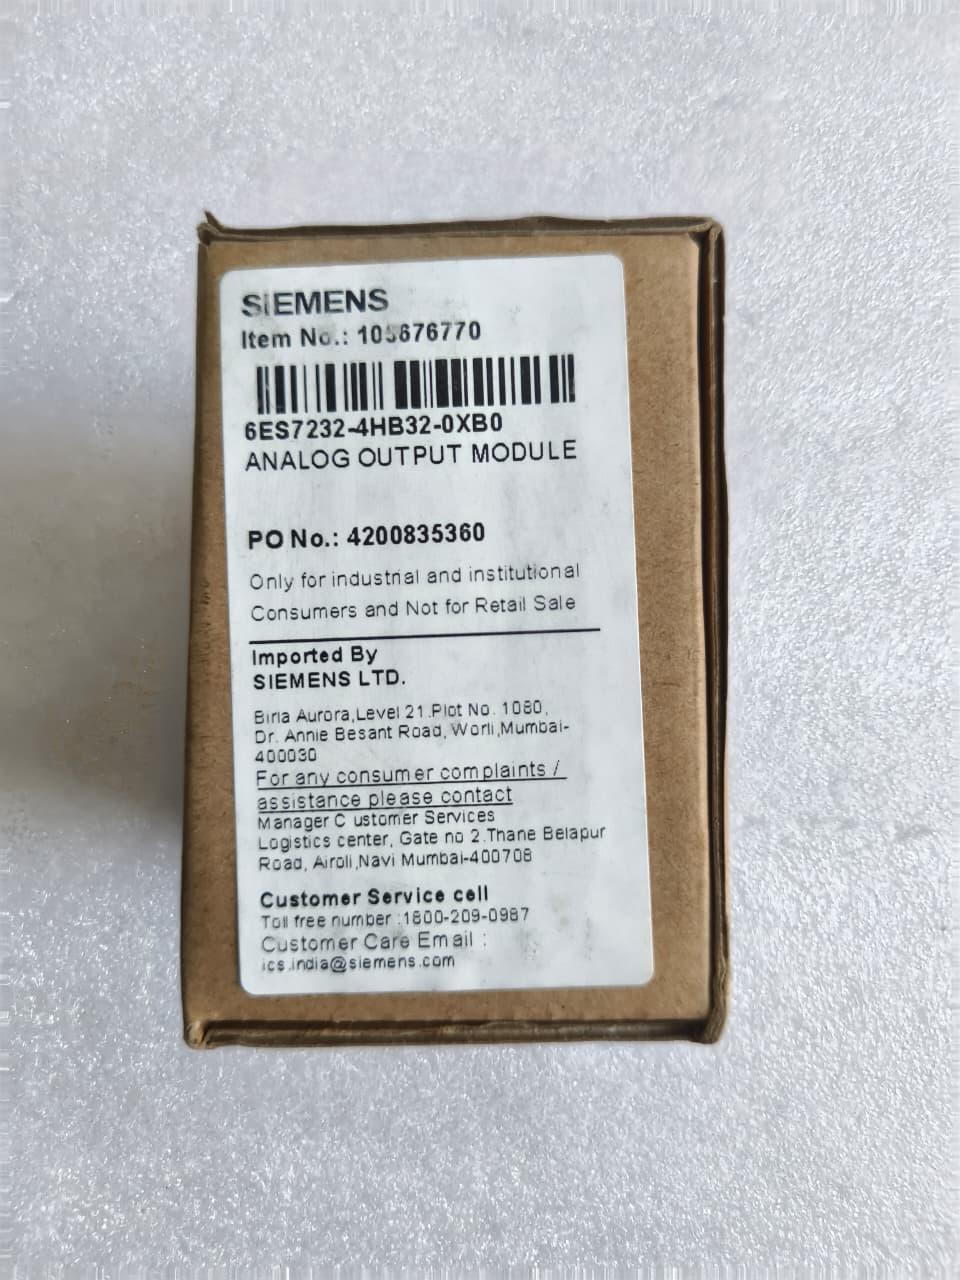 SIEMENS
Item No.: 105676770
6ES7232-4HB32-0XB0
ANALOG OUTPUT MODULE
PO No.: 4200835360
Only for industrial and institutional
Consumers and Not for Retail Sale
Imported By
SIEMENS LTD.
Birla Aurora,Level 21.Plot No. 1080,
Dr. Annie Besant Road, Worli,Mumbai-
400030
For any consumer complaints /
assistance please contact
Manager C ustomer Services
Logistics center, Gate no 2.Thane Belapur
Road, Airoli,Navi Mumbai-400708
Customer Service cell
Toll free number :1800-209-0987
Customer Care Email :
ics.india@siemens.com